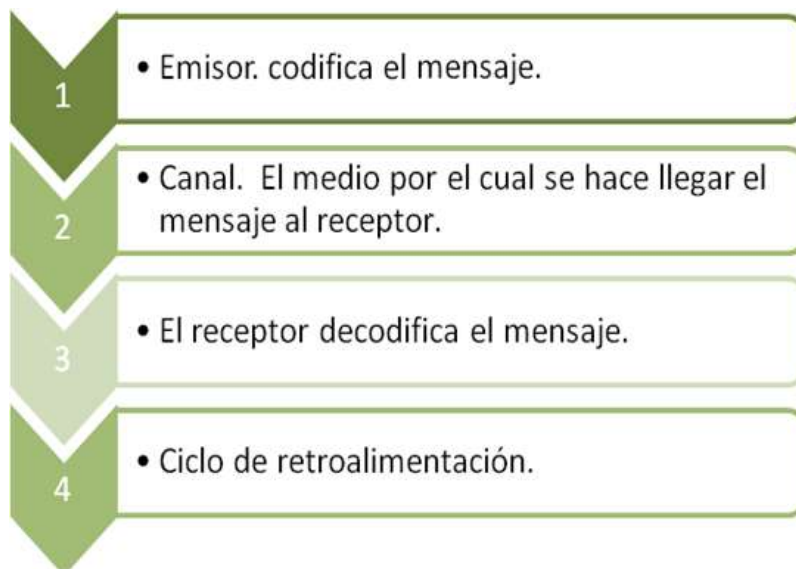 1
• Emisor. codifica el mensaje.
2
• Canal. El medio por el cual se hace llegar el
mensaje al receptor.
3
• El receptor decodifica el mensaje.
4
• Ciclo de retroalimentación.